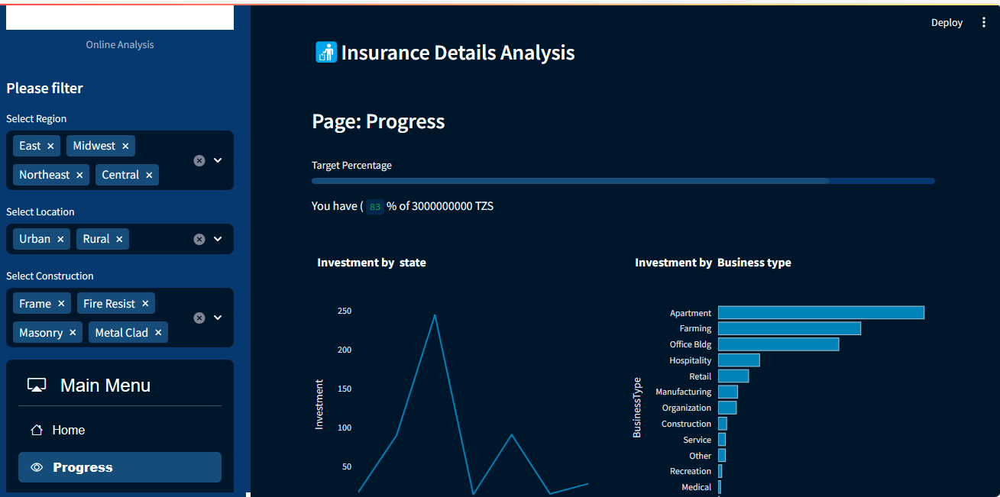 Deploy
Online Analysis
Please filter
Select Region
East
Midwest
Northeast
Central
Select Location
Urban
Rural
Select Construction
Frame
Fire Resist
Masonry
Metal Clad
Main Menu
Home
Progress
Insurance Details Analysis
Page: Progress
Target Percentage
You have ( 83 % of 3000000000 TZS
Investment by state
250
200
150
100
50
Investment
Investment by Business type
Apartment
Farming
Office Bldg
Hospitality
Retail
Manufacturing
Organization
Construction
Service
Other
Recreation
Medical
BusinessType